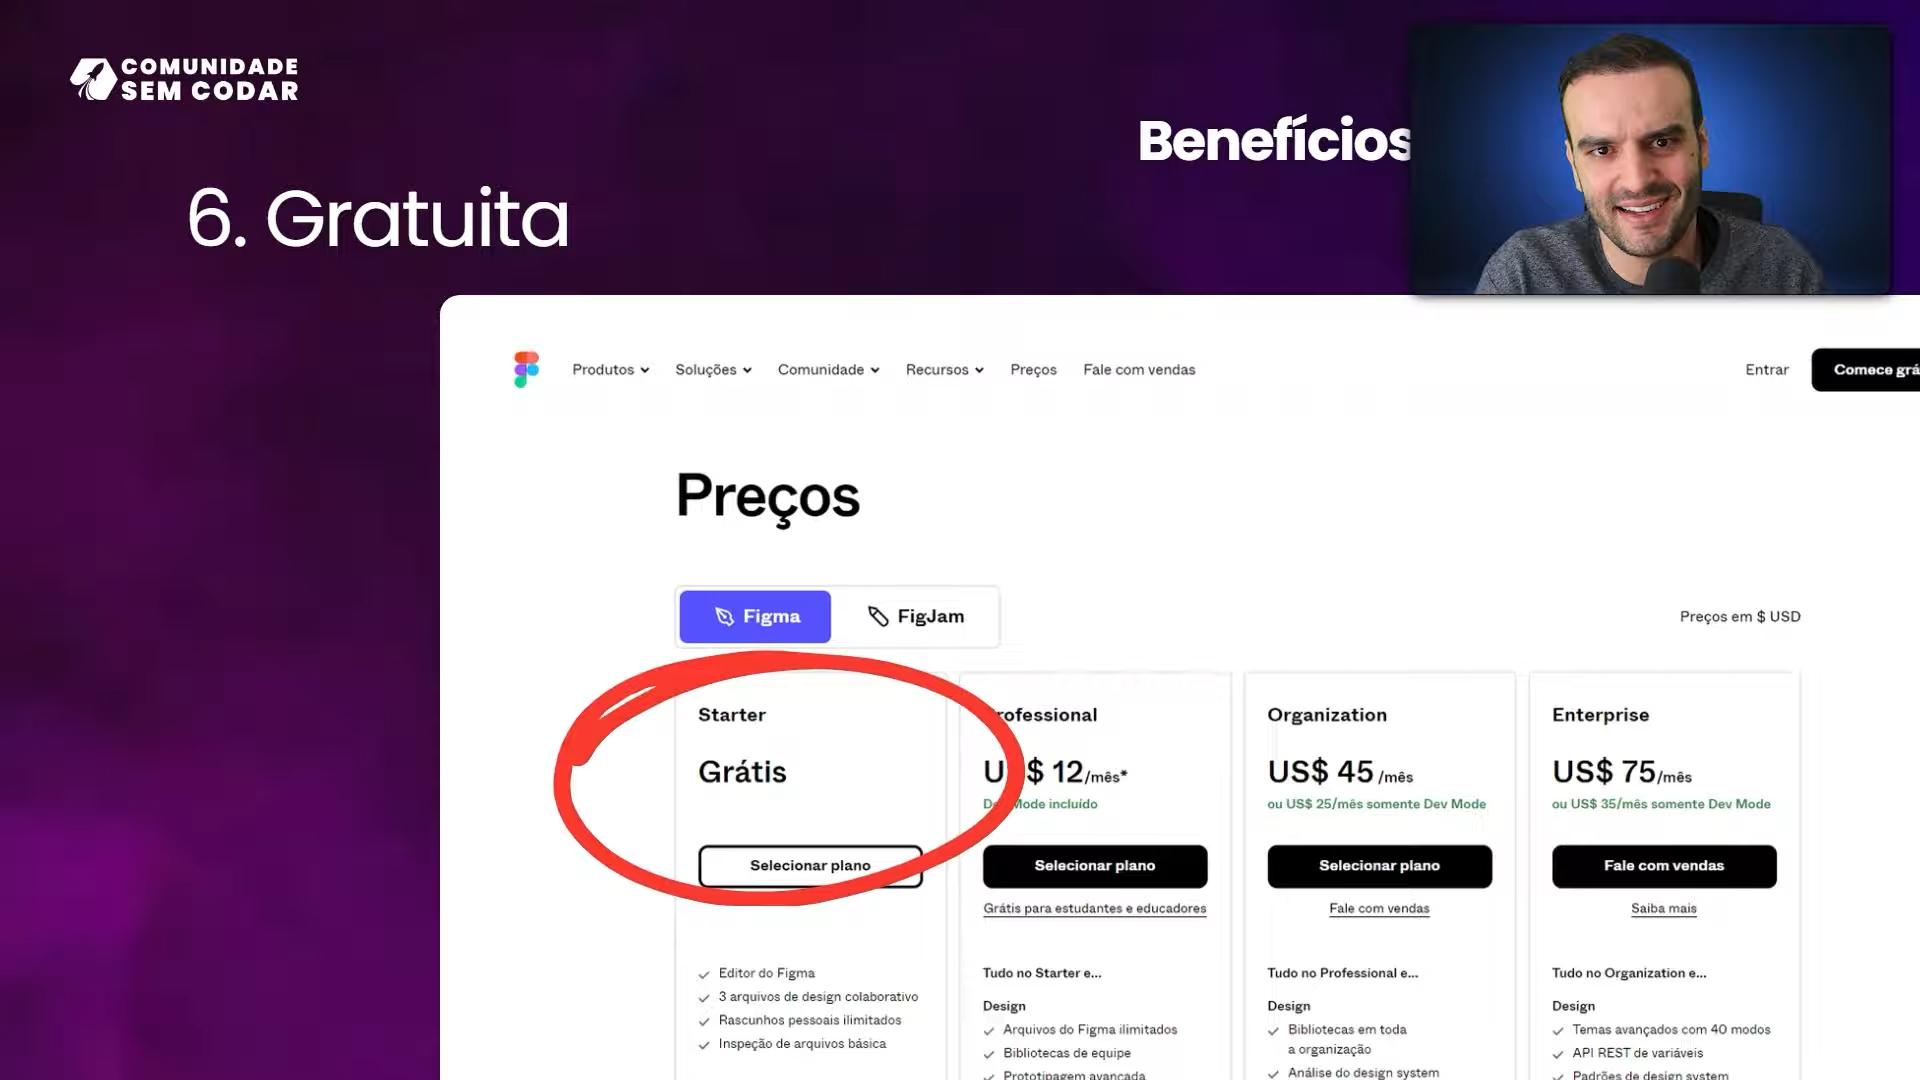 COMUNIDADE
SEM CODAR
Benefícios
6. Gratuita
Produtos
Soluções
Comunidade
Recursos
Preços
Fale com vendas
Entrar
Comece grá
Preços
Figma
FigJam
Preços em $ USD
Starter
Grátis
Selecionar plano
Editor do Figma
3 arquivos de design colaborativo
Rascunhos pessoais ilimitados
Inspeção de arquivos básica
Professional
US$ 12/mês*
Dev Mode incluído
Selecionar plano
Grátis para estudantes e educadores
Tudo no Starter e...
Design
Arquivos do Figma ilimitados
Bibliotecas de equipe
Prototipagem avançada
Organization
US$ 45 /mês
ou US$ 25/mês somente Dev Mode
Selecionar plano
Fale com vendas
Tudo no Professional e...
Design
Bibliotecas em toda
a organização
Análise do design system
Enterprise
US$ 75/mês
ou US$ 35/mês somente Dev Mode
Fale com vendas
Saiba mais
Tudo no Organization e...
Design
Temas avançados com 40 modos
API REST de variáveis
Padrões de design system